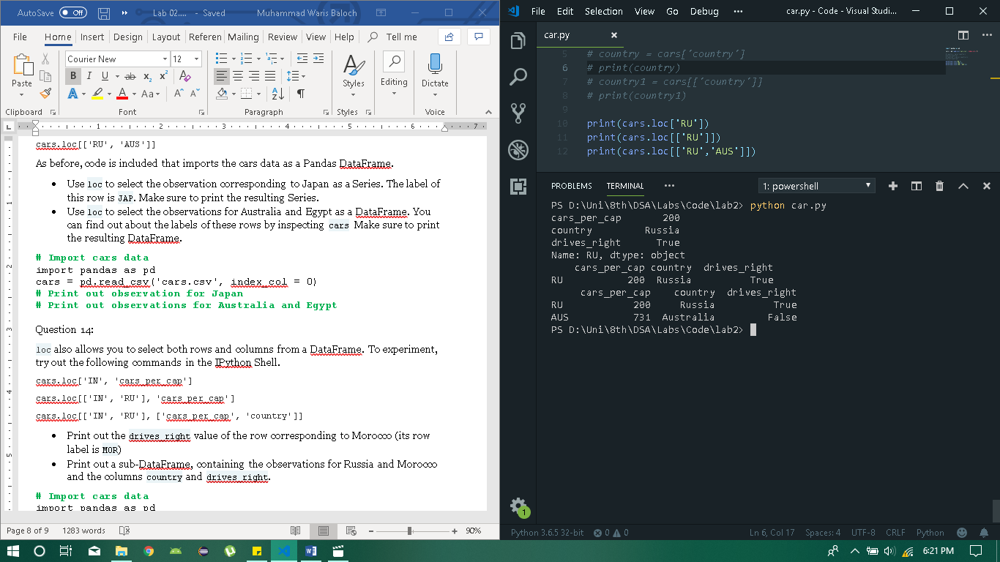 AutoSave Off Lab 02.... - Saved Muhammad Waris Baloch
File Home Insert Design Layout Referen Mailing Review View Help Tell me
Courier New 12
Paste
B I U ab x₂ x²
A A Aa A A
Styles
Editing
Dictate
Clipboard Font Paragraph Styles Voice
L 1 2 3 4 5 6 7
cars.loc[['RU', 'AUS']]
As before, code is included that imports the cars data as a Pandas DataFrame.
• Use loc to select the observation corresponding to Japan as a Series. The label of
this row is JAP. Make sure to print the resulting Series.
• Use loc to select the observations for Australia and Egypt as a DataFrame. You
can find out about the labels of these rows by inspecting cars Make sure to print
the resulting DataFrame.
# Import cars data
import pandas as pd
cars = pd.read_csv('cars.csv', index_col = 0)
# Print out observation for Japan
# Print out observations for Australia and Egypt
Question 14:
loc also allows you to select both rows and columns from a DataFrame. To experiment,
try out the following commands in the IPython Shell.
cars.loc['IN', 'cars_per_cap']
cars.loc[['IN', 'RU'], 'cars_per_cap']
cars.loc[['IN', 'RU'], ['cars_per_cap', 'country']]
• Print out the drives_right value of the row corresponding to Morocco (its row
label is MOR)
• Print out a sub-DataFrame, containing the observations for Russia and Morocco
and the columns country and drives_right.
# Import cars data
import pandas as pd
1
2
3
4
5
Page 8 of 9 1283 words 90%
File Edit Selection View Go Debug ••• car.py - Code - Visual Studi...
car.py
5 # country = cars['country']
6 # print(country)
7 # country1 = cars[['country']]
8 # print(country1)
9
10 print(cars.loc['RU'])
11 print(cars.loc[['RU']])
12 print(cars.loc[['RU','AUS']])
PROBLEMS TERMINAL ••• 1: powershell
PS D:\Uni\8th\DSA\Labs\Code\lab2> python car.py
cars_per_cap 200
country Russia
drives_right True
Name: RU, dtype: object
cars_per_cap country drives_right
RU 200 Russia True
cars_per_cap country drives_right
RU 200 Russia True
AUS 731 Australia False
PS D:\Uni\8th\DSA\Labs\Code\lab2>
1
Python 3.6.5 32-bit 0 0 Ln 6, Col 17 Spaces: 4 UTF-8 CRLF Python
6:21 PM